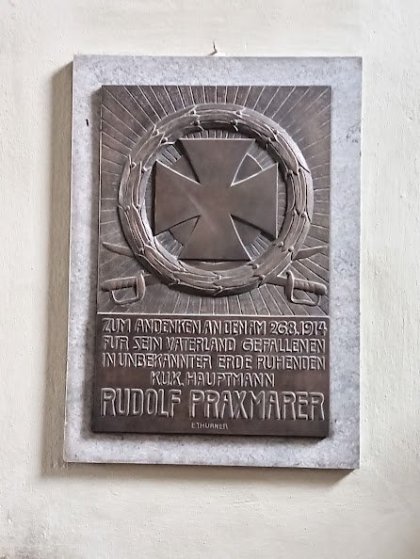 ZUM ANDENKEN AN DEN AM 26.8.1914
FÜR SEIN VATERLAND GEFALLENEN
IN UNBEKANNTER ERDE RUHENDEN
K.U.K. HAUPTMANN
RUDOLF PRAXMARER
E. THURNER